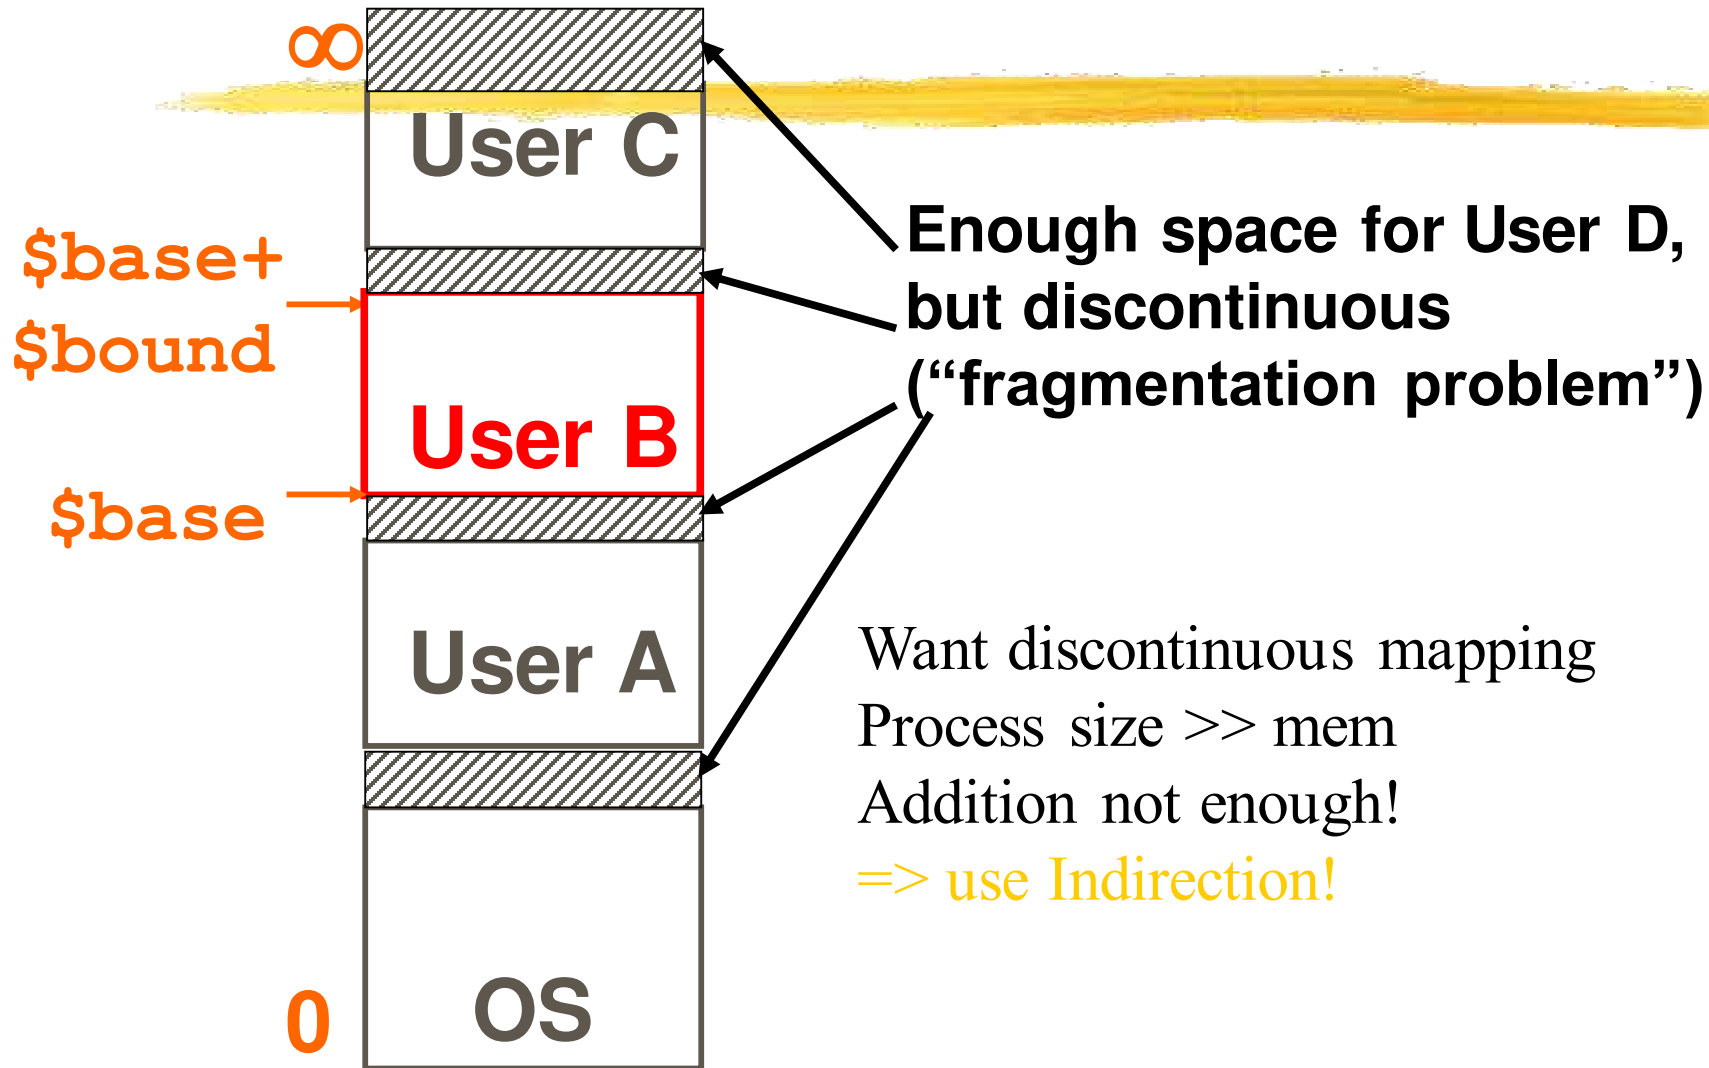 ∞
User C
$base+
$bound
User B
$base
User A
OS
0
Enough space for User D,
but discontinuous
(“fragmentation problem”)
Want discontinuous mapping
Process size >> mem
Addition not enough!
=> use Indirection!